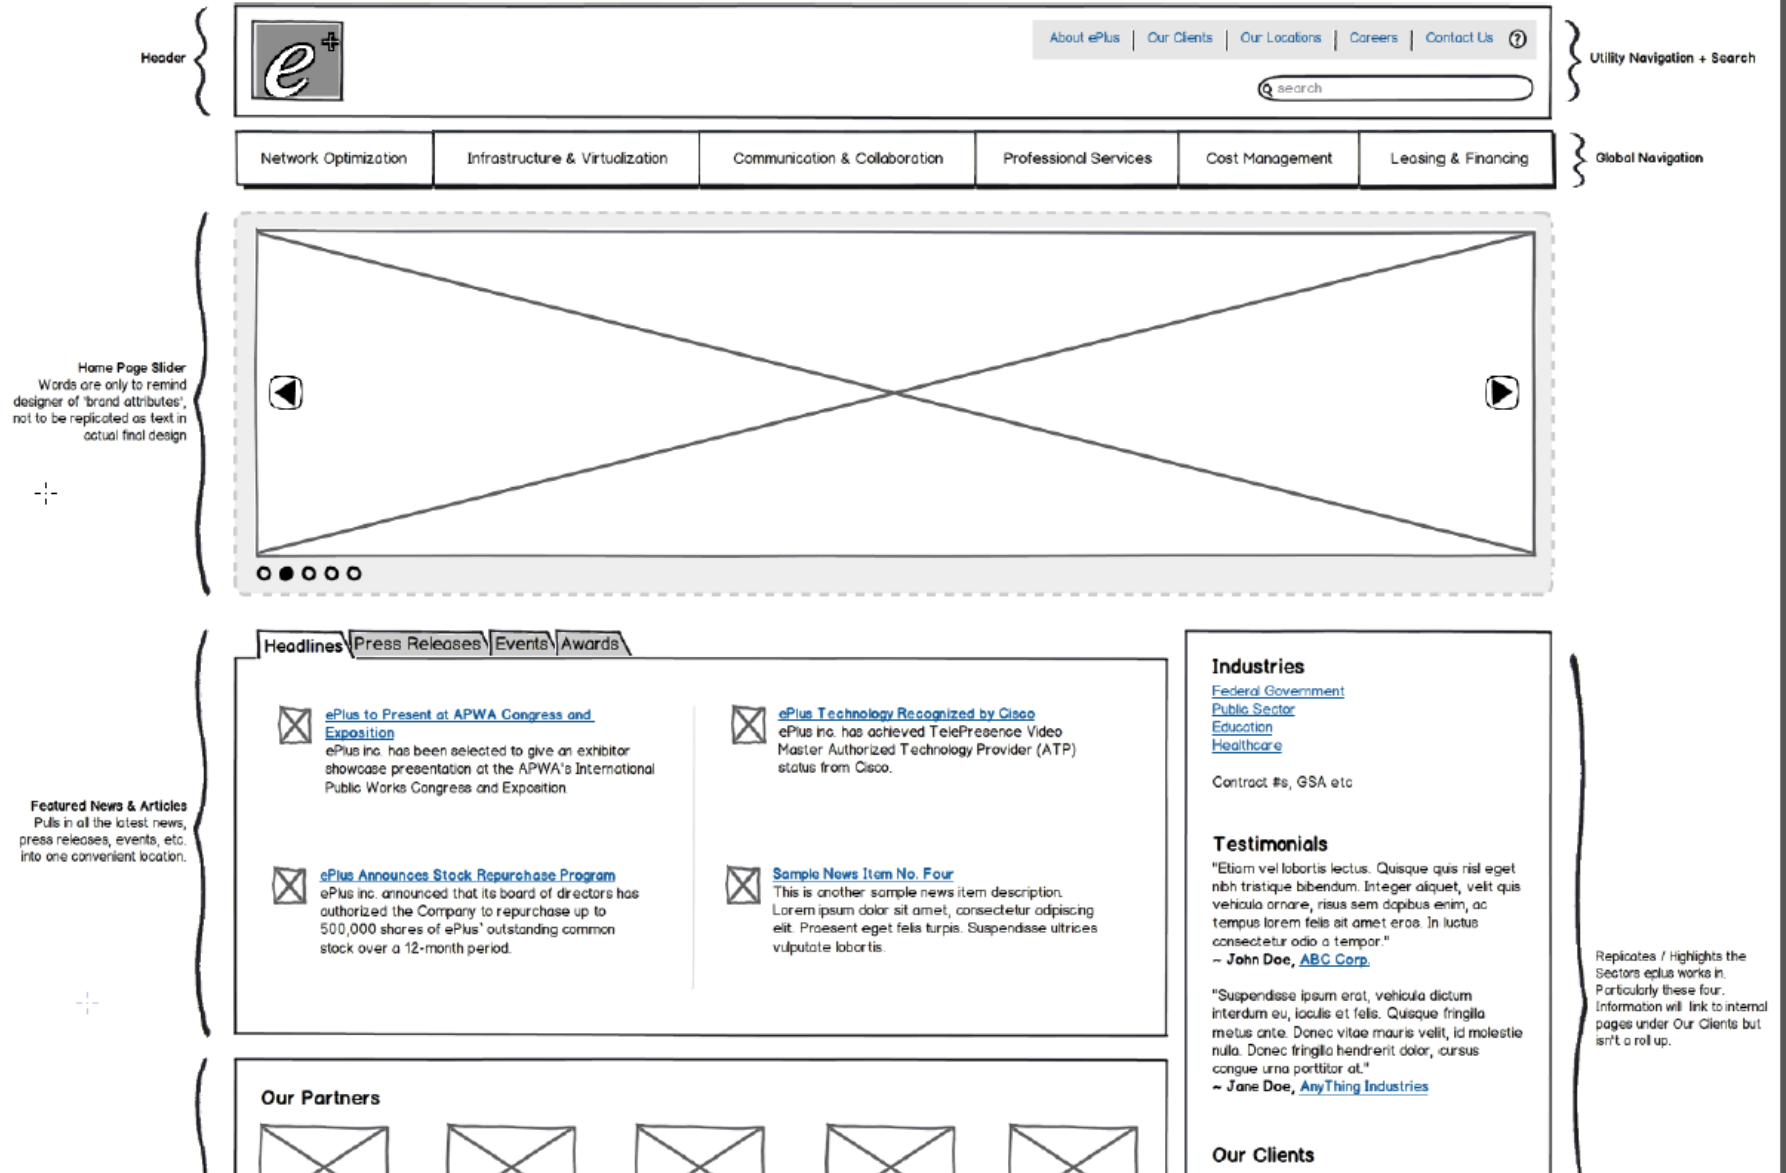 Header
e+
About ePlus | Our Clients | Our Locations | Careers | Contact Us ?
search
Utility Navigation + Search
Network Optimization
Infrastructure & Virtualization
Communication & Collaboration
Professional Services
Cost Management
Leasing & Financing
Global Navigation
Home Page Slider
Words are only to remind
designer of 'brand attributes',
not to be replicated as text in
actual final design
Featured News & Articles
Pulls in all the latest news,
press releases, events, etc.
into one convenient location.
Headlines
Press Releases
Events
Awards
ePlus to Present at APWA Congress and
Exposition
ePlus inc. has been selected to give an exhibitor
showcase presentation at the APWA's International
Public Works Congress and Exposition
ePlus Technology Recognized by Cisco
ePlus inc. has achieved TelePresence Video
Master Authorized Technology Provider (ATP)
status from Cisco.
ePlus Announces Stock Repurchase Program
ePlus inc. announced that its board of directors has
authorized the Company to repurchase up to
500,000 shares of ePlus' outstanding common
stock over a 12-month period.
Sample News Item No. Four
This is another sample news item description.
Lorem ipsum dolor sit amet, consectetur adipiscing
elit. Praesent eget felis turpis. Suspendisse ultrices
vulputate lobortis.
Our Partners
Industries
Federal Government
Public Sector
Education
Healthcare
Contract #s, GSA etc
Testimonials
"Etiam vel lobortis lectus. Quisque quis nisl eget
nibh tristique bibendum. Integer aliquet, velit quis
vehicula ornare, risus sem dapibus enim, ac
tempus lorem felis sit amet eros. In luctus
consectetur odio a tempor."
~ John Doe, ABC Corp.
"Suspendisse ipsum erat, vehicula dictum
interdum eu, iaculis et felis. Quisque fringilla
metus ante. Donec vitae mauris velit, id molestie
nulla. Donec fringilla hendrerit dolor, cursus
congue urna porttitor at."
~ Jane Doe, AnyThing Industries
Our Clients
Replicates / Highlights the
Sectors eplus works in.
Particularly these four.
Information will link to internal
pages under Our Clients but
isn't a roll up.